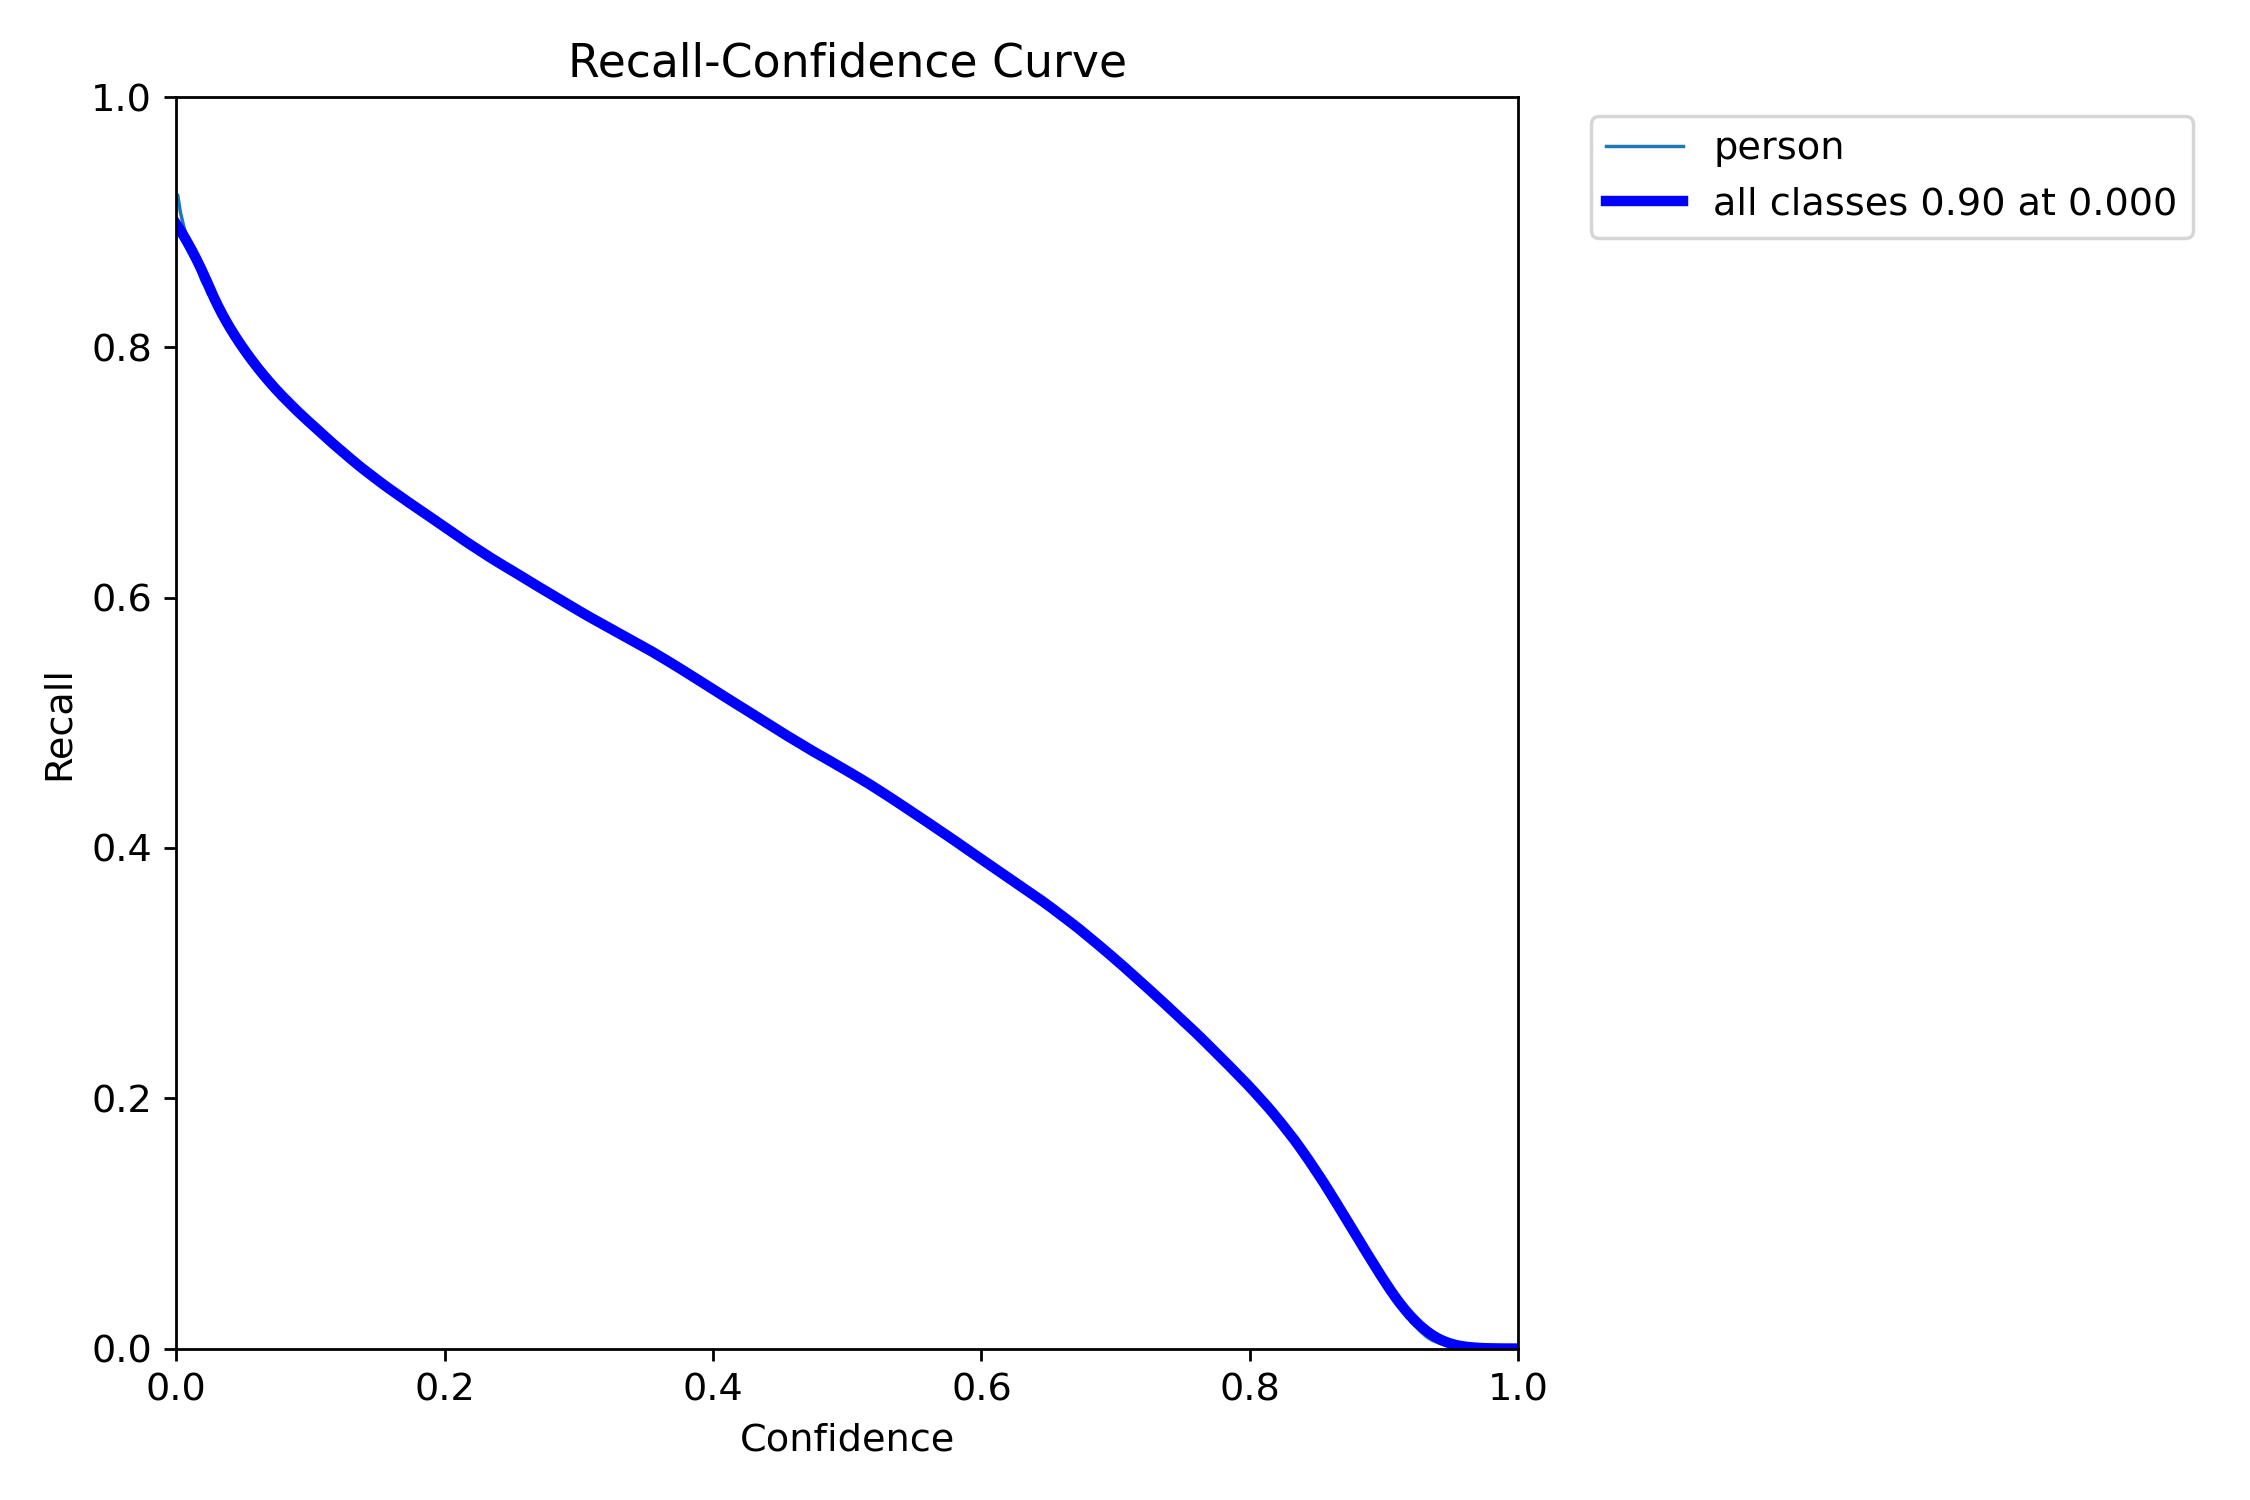 Recall-Confidence Curve
person
all classes 0.90 at 0.000
1.0
0.8
0.6
0.4
0.2
0.0
Recall
0.0 0.2 0.4 0.6 0.8 1.0
Confidence